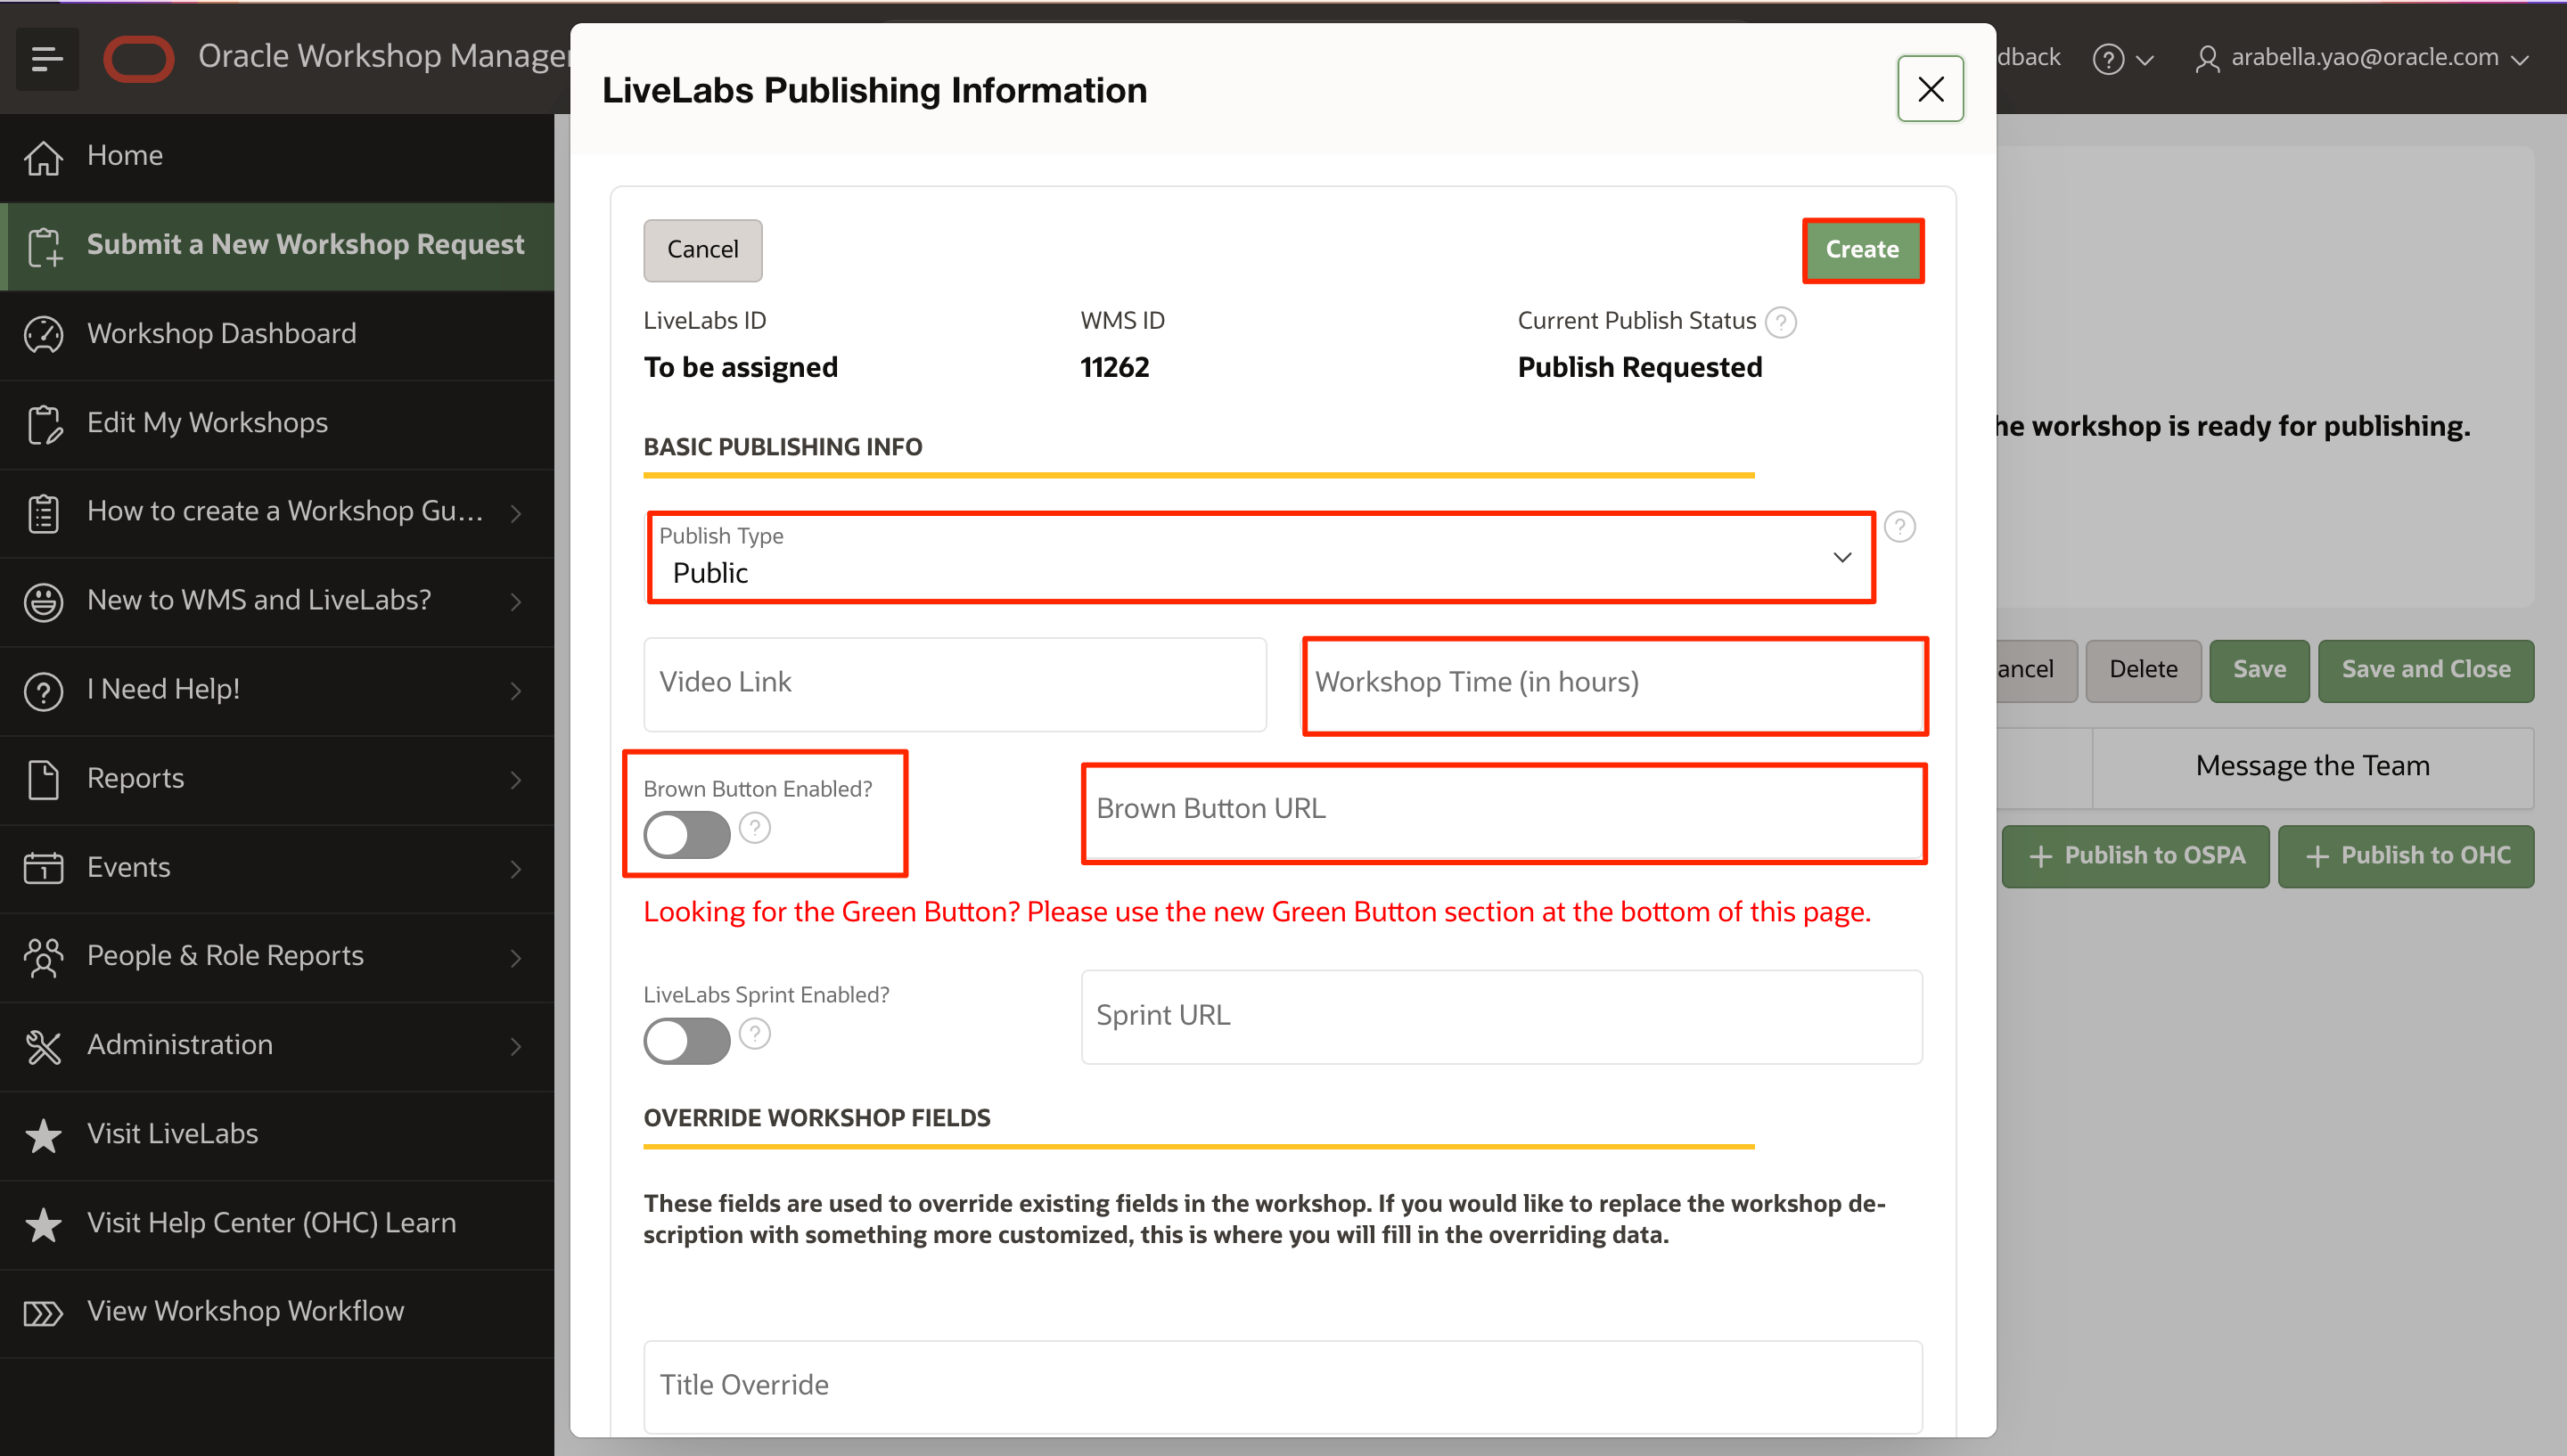 Oracle Workshop Manager
dback
arabella.yao@oracle.com
Home
Submit a New Workshop Request
Workshop Dashboard
Edit My Workshops
How to create a Workshop Gu...
New to WMS and LiveLabs?
I Need Help!
Reports
Events
People & Role Reports
Administration
Visit LiveLabs
Visit Help Center (OHC) Learn
View Workshop Workflow
LiveLabs Publishing Information
Cancel
Create
LiveLabs ID
To be assigned
WMS ID
11262
Current Publish Status
Publish Requested
BASIC PUBLISHING INFO
Publish Type
Public
Video Link
Workshop Time (in hours)
Brown Button Enabled?
Brown Button URL
Looking for the Green Button? Please use the new Green Button section at the bottom of this page.
LiveLabs Sprint Enabled?
Sprint URL
OVERRIDE WORKSHOP FIELDS
These fields are used to override existing fields in the workshop. If you would like to replace the workshop de-
scription with something more customized, this is where you will fill in the overriding data.
Title Override
he workshop is ready for publishing.
ancel
Delete
Save
Save and Close
Message the Team
Publish to OSPA
Publish to OHC